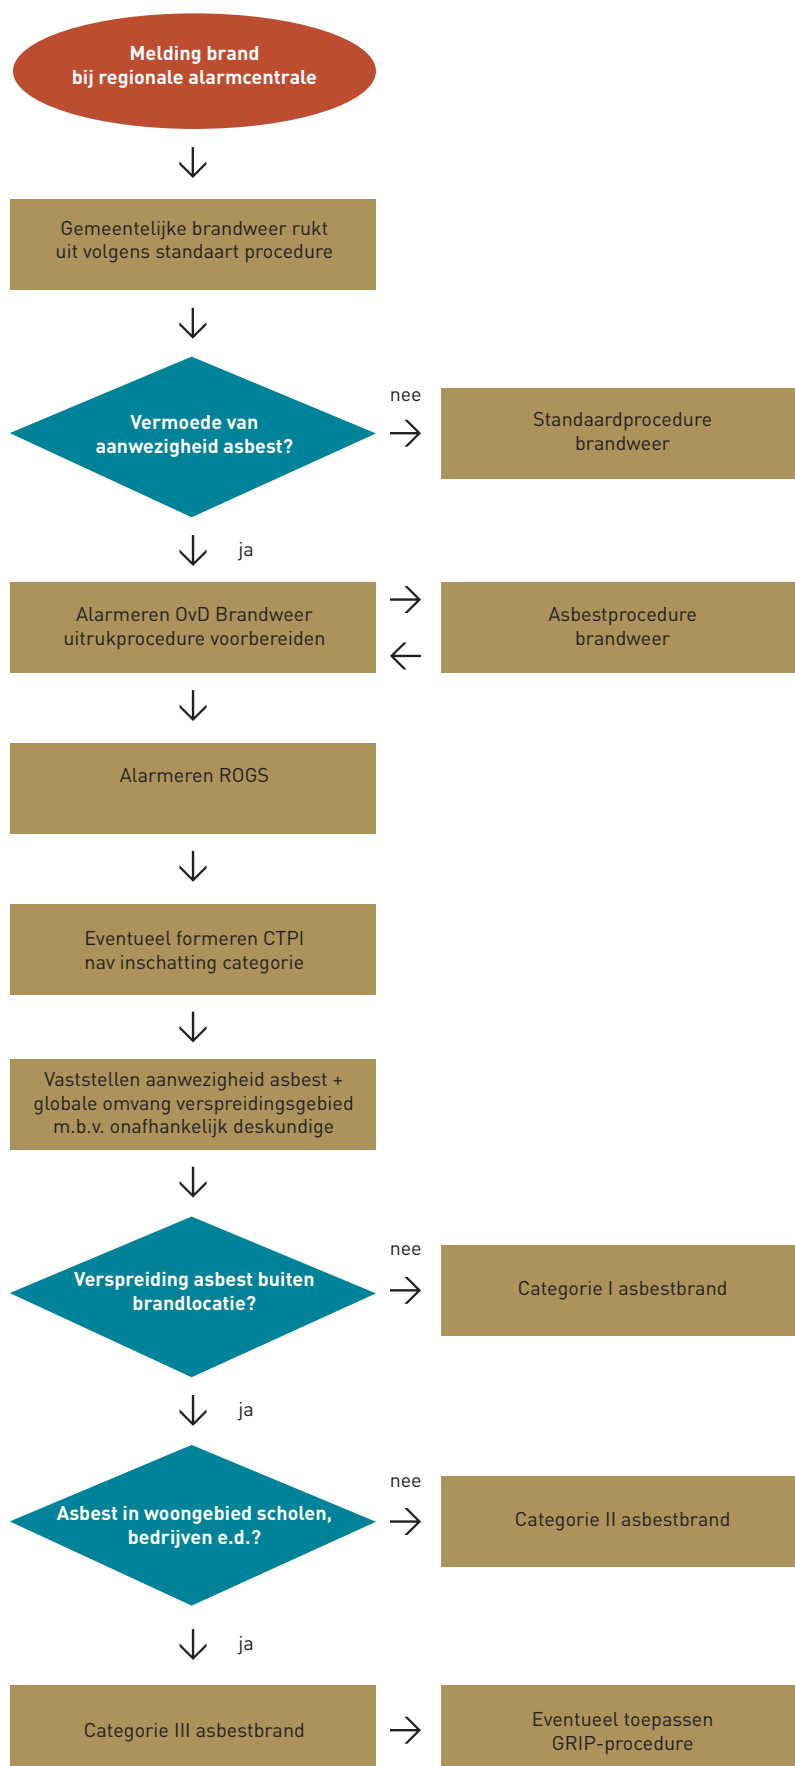 Melding brand
bij regionale alarmcentrale
Gemeentelijke brandweer rukt
uit volgens standaart procedure
Vermoede van
aanwezigheid asbest?
nee
Standaardprocedure
brandweer
ja
Alarmeren OvD Brandweer
uitrukprocedure voorbereiden
Asbestprocedure
brandweer
Alarmeren ROGS
Eventueel formeren CTPI
nav inschatting categorie
Vaststellen aanwezigheid asbest +
globale omvang verspreidingsgebied
m.b.v. onafhankelijk deskundige
Verspreiding asbest buiten
brandlocatie?
nee
Categorie I asbestbrand
ja
Asbest in woongebied scholen,
bedrijven e.d.?
nee
Categorie II asbestbrand
ja
Categorie III asbestbrand
Eventueel toepassen
GRIP-procedure